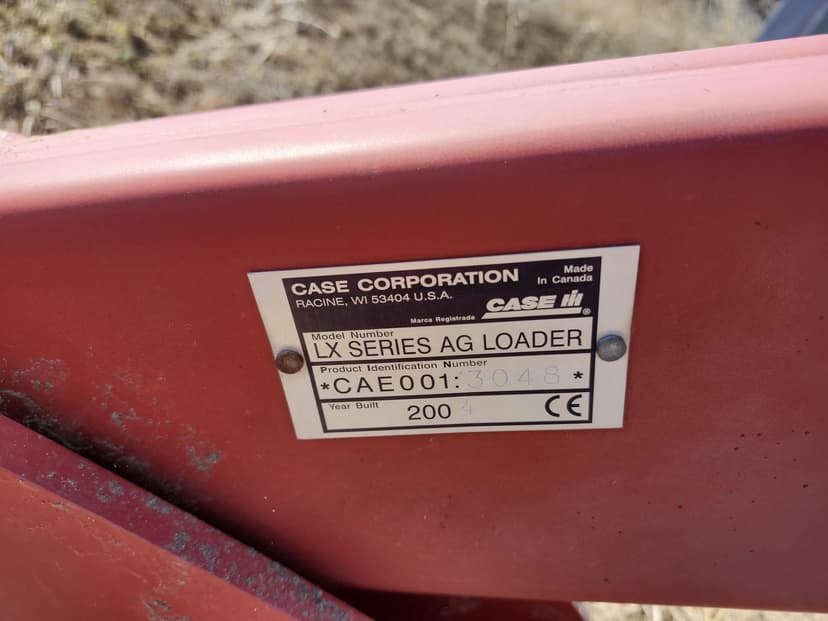 CASE CORPORATION
Made
In Canada
RACINE, WI 53404 U.S.A.
Marca Registrada
CASE IH ®
Model Number
LX SERIES AG LOADER
Product Identification Number
*CAE001:3048*
Year Built 2004 CE